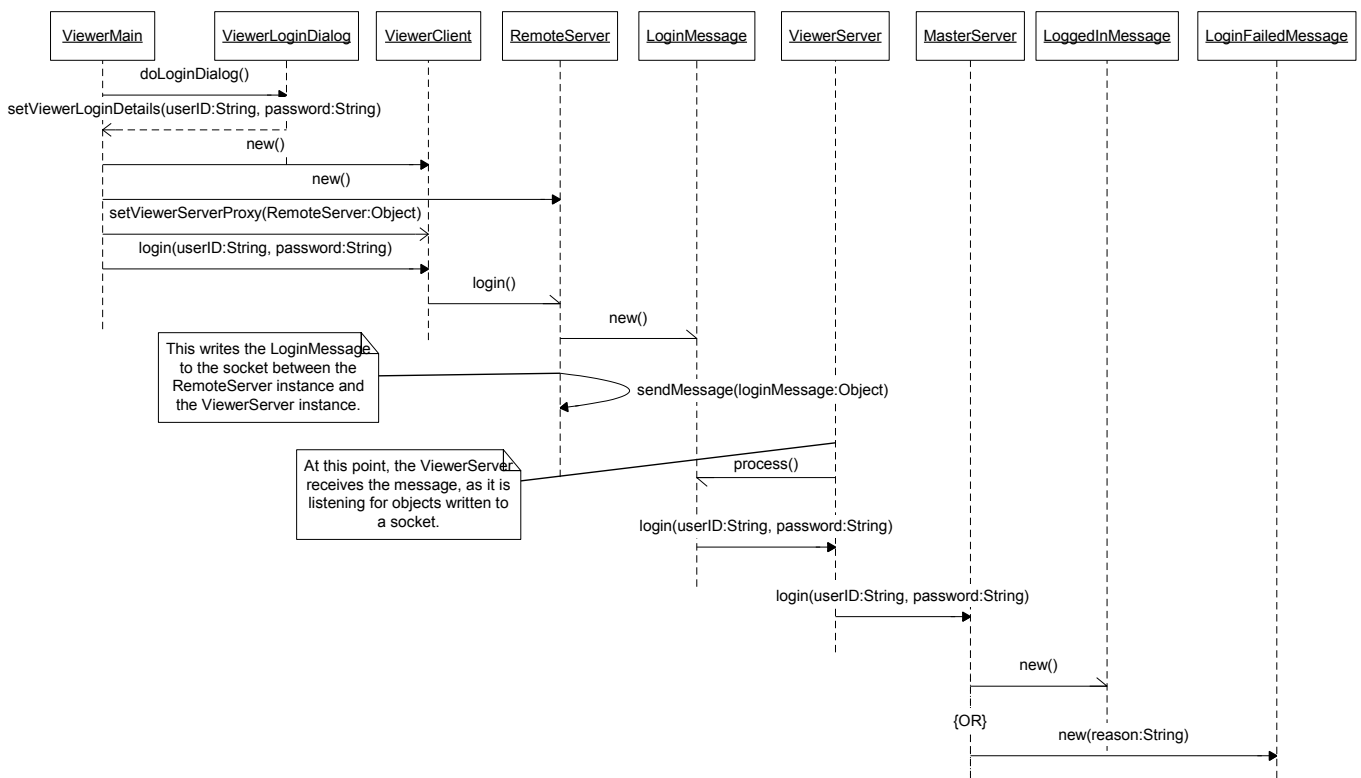 ViewerMain
ViewerLoginDialog
ViewerClient
RemoteServer
LoginMessage
ViewerServer
MasterServer
LoggedInMessage
LoginFailedMessage
doLoginDialog()
setViewerLoginDetails(userID:String, password:String)
new()
new()
setViewerServerProxy(RemoteServer:Object)
login(userID:String, password:String)
login()
new()
This writes the LoginMessage
to the socket between the
RemoteServer instance and
the ViewerServer instance.
sendMessage(loginMessage:Object)
At this point, the ViewerServer
receives the message, as it is
listening for objects written to
a socket.
process()
login(userID:String, password:String)
login(userID:String, password:String)
new()
{OR}
new(reason:String)